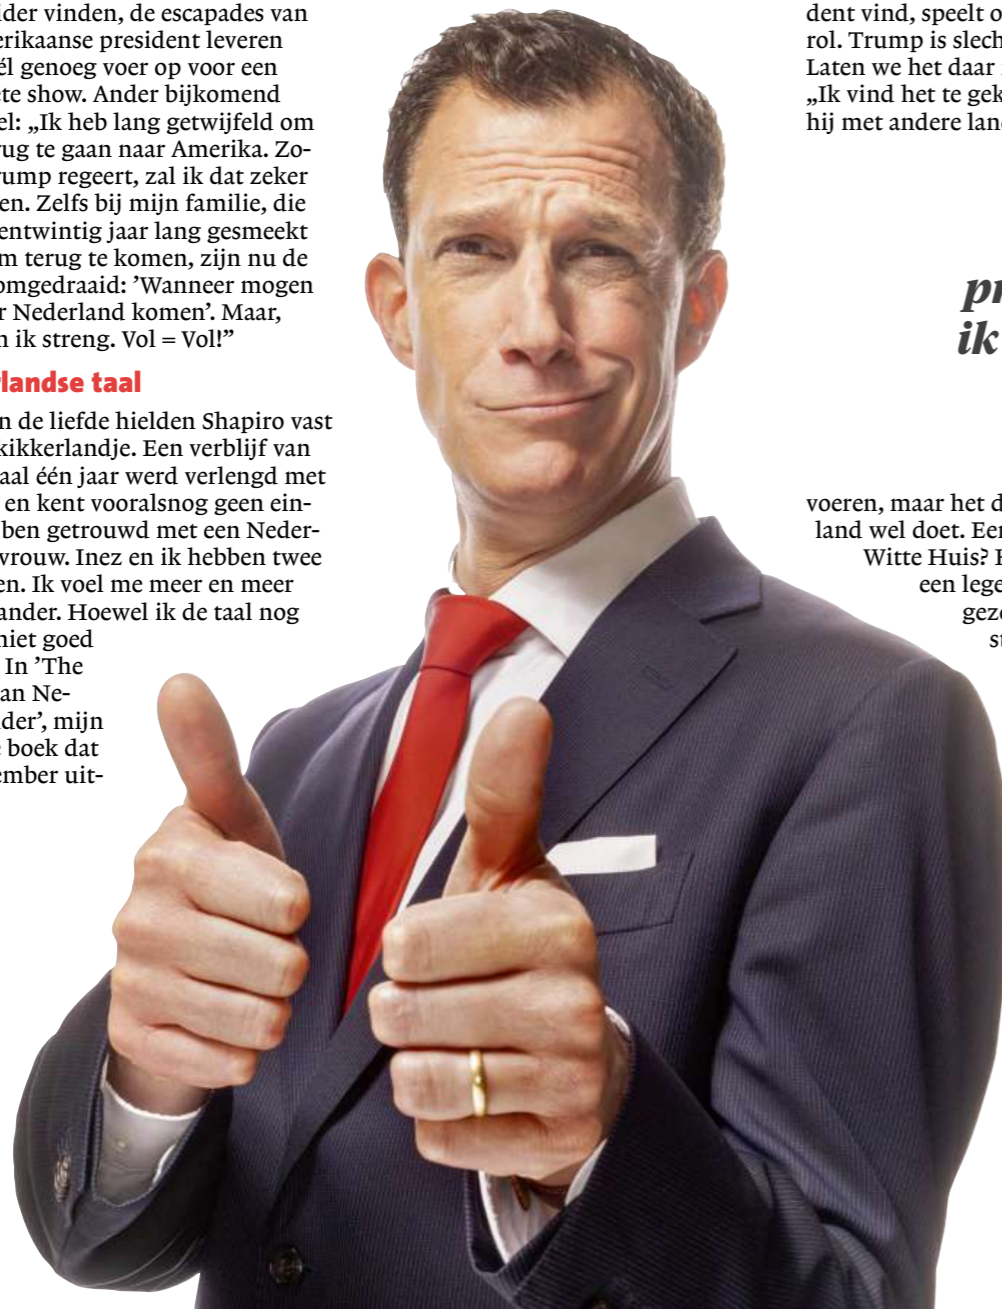 ider vinden, de escapades van
erikaanse president leveren
él genoeg voer op voor een
ete show. Ander bijkomend
el: „Ik heb lang getwijfeld om
ug te gaan naar Amerika. Zo-
rump regeert, zal ik dat zeker
en. Zelfs bij mijn familie, die
entwintig jaar lang gesmeekt
m terug te komen, zijn nu de
omgedraaid: ’Wanneer mogen
r Nederland komen’. Maar,
n ik streng. Vol = Vol!”
landse taal
n de liefde hielden Shapiro vast
kikkerlandje. Een verblijf van
aal één jaar werd verlengd met
en kent vooralsnog geen ein-
ben getrouwd met een Neder-
vrouw. Inez en ik hebben twee
en. Ik voel me meer en meer
ander. Hoewel ik de taal nog
niet goed
In ’The
an Ne-
der’, mijn
e boek dat
ember uit-
dent vind, speelt o
rol. Trump is slech
Laten we het daar
„Ik vind het te gek
hij met andere lan
pr
ik
voeren, maar het d
land wel doet. Een
Witte Huis?
een lege
gezo
st